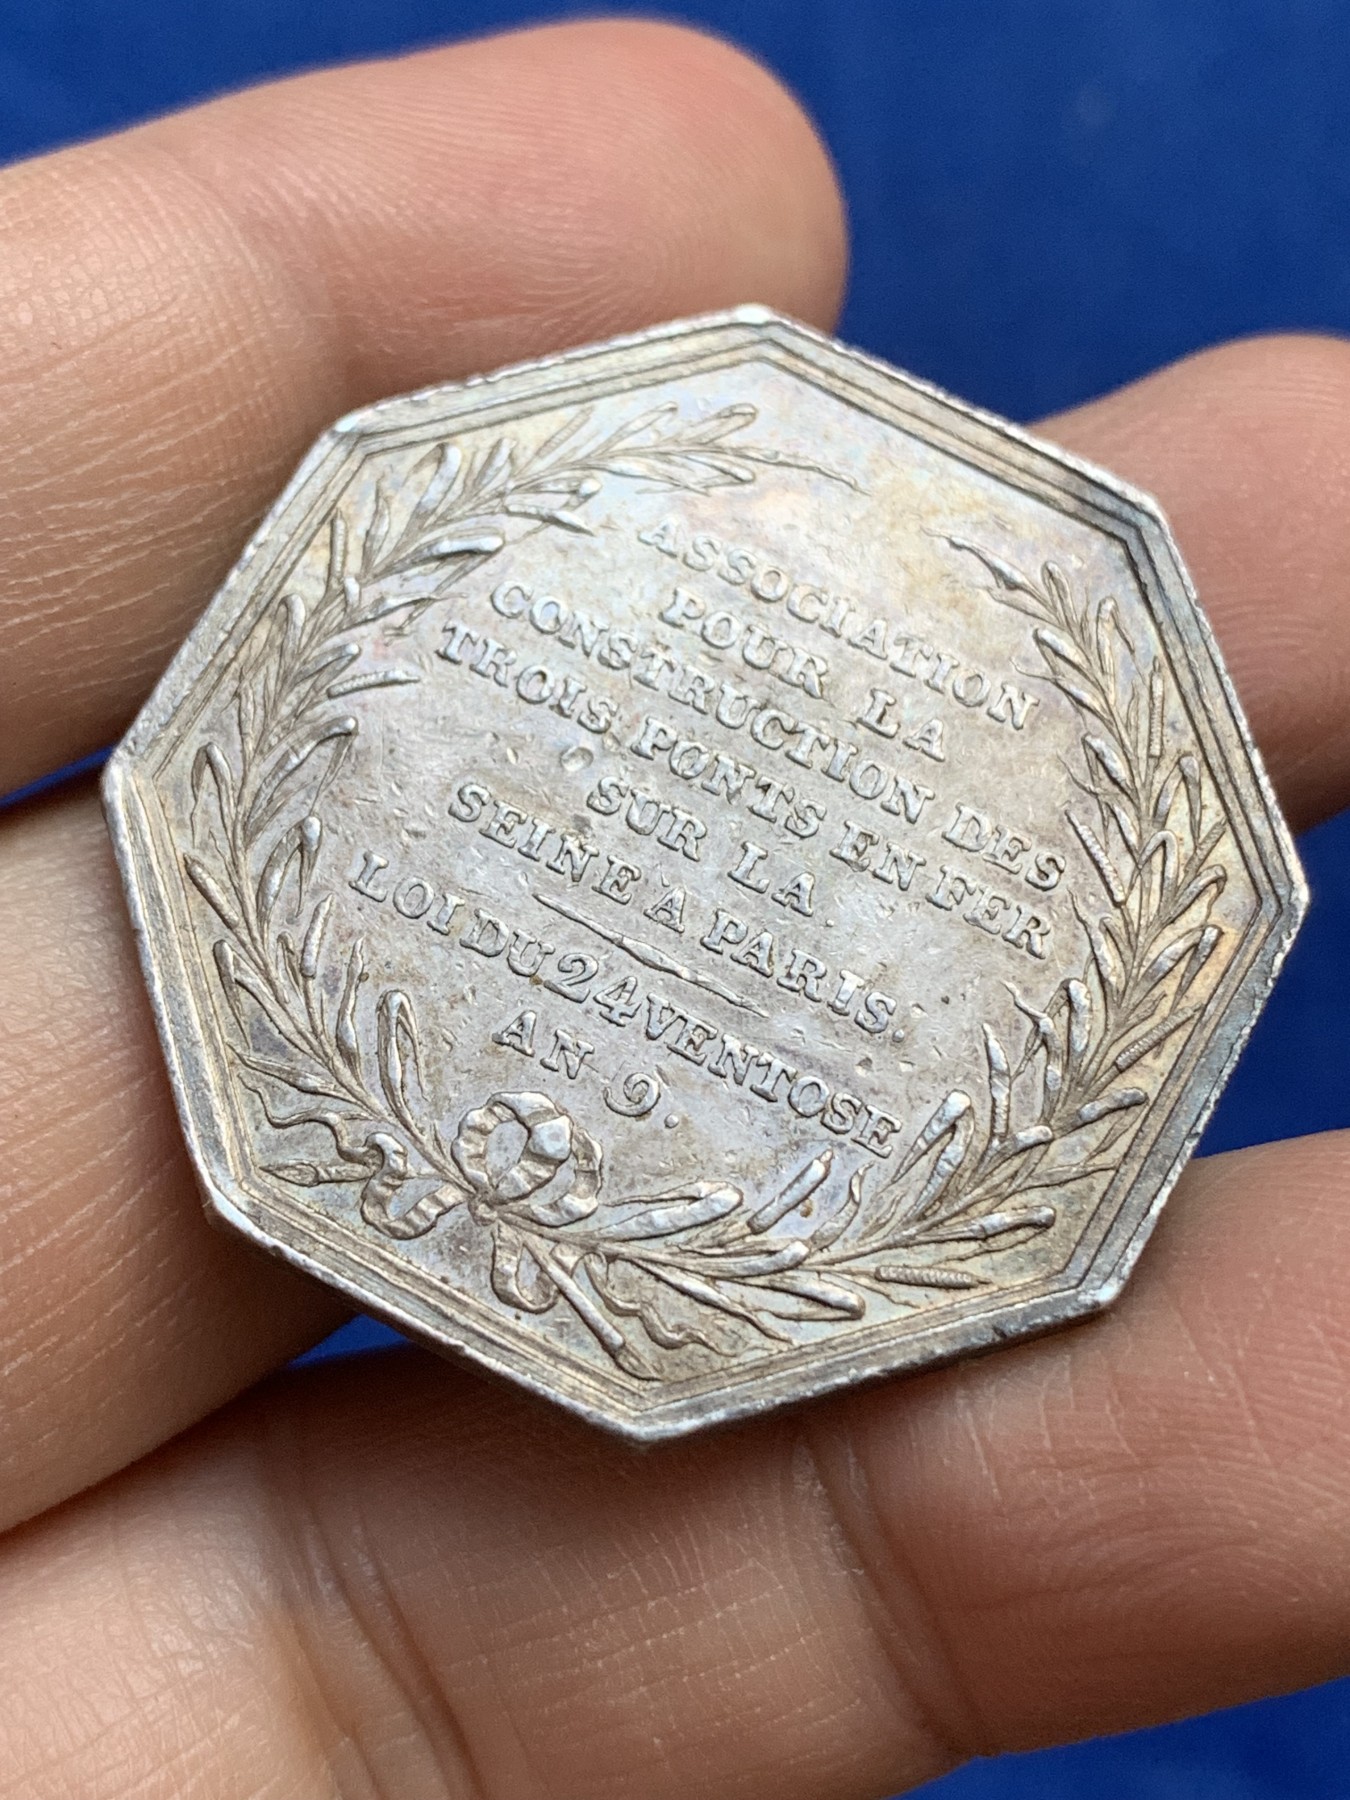 ASSOCIATION
POUR LA
CONSTRUCTION DES
TROIS PONTS EN FER
SUR LA
SEINE A PARIS.
LOI DU 24 VENTOSE
AN 9.